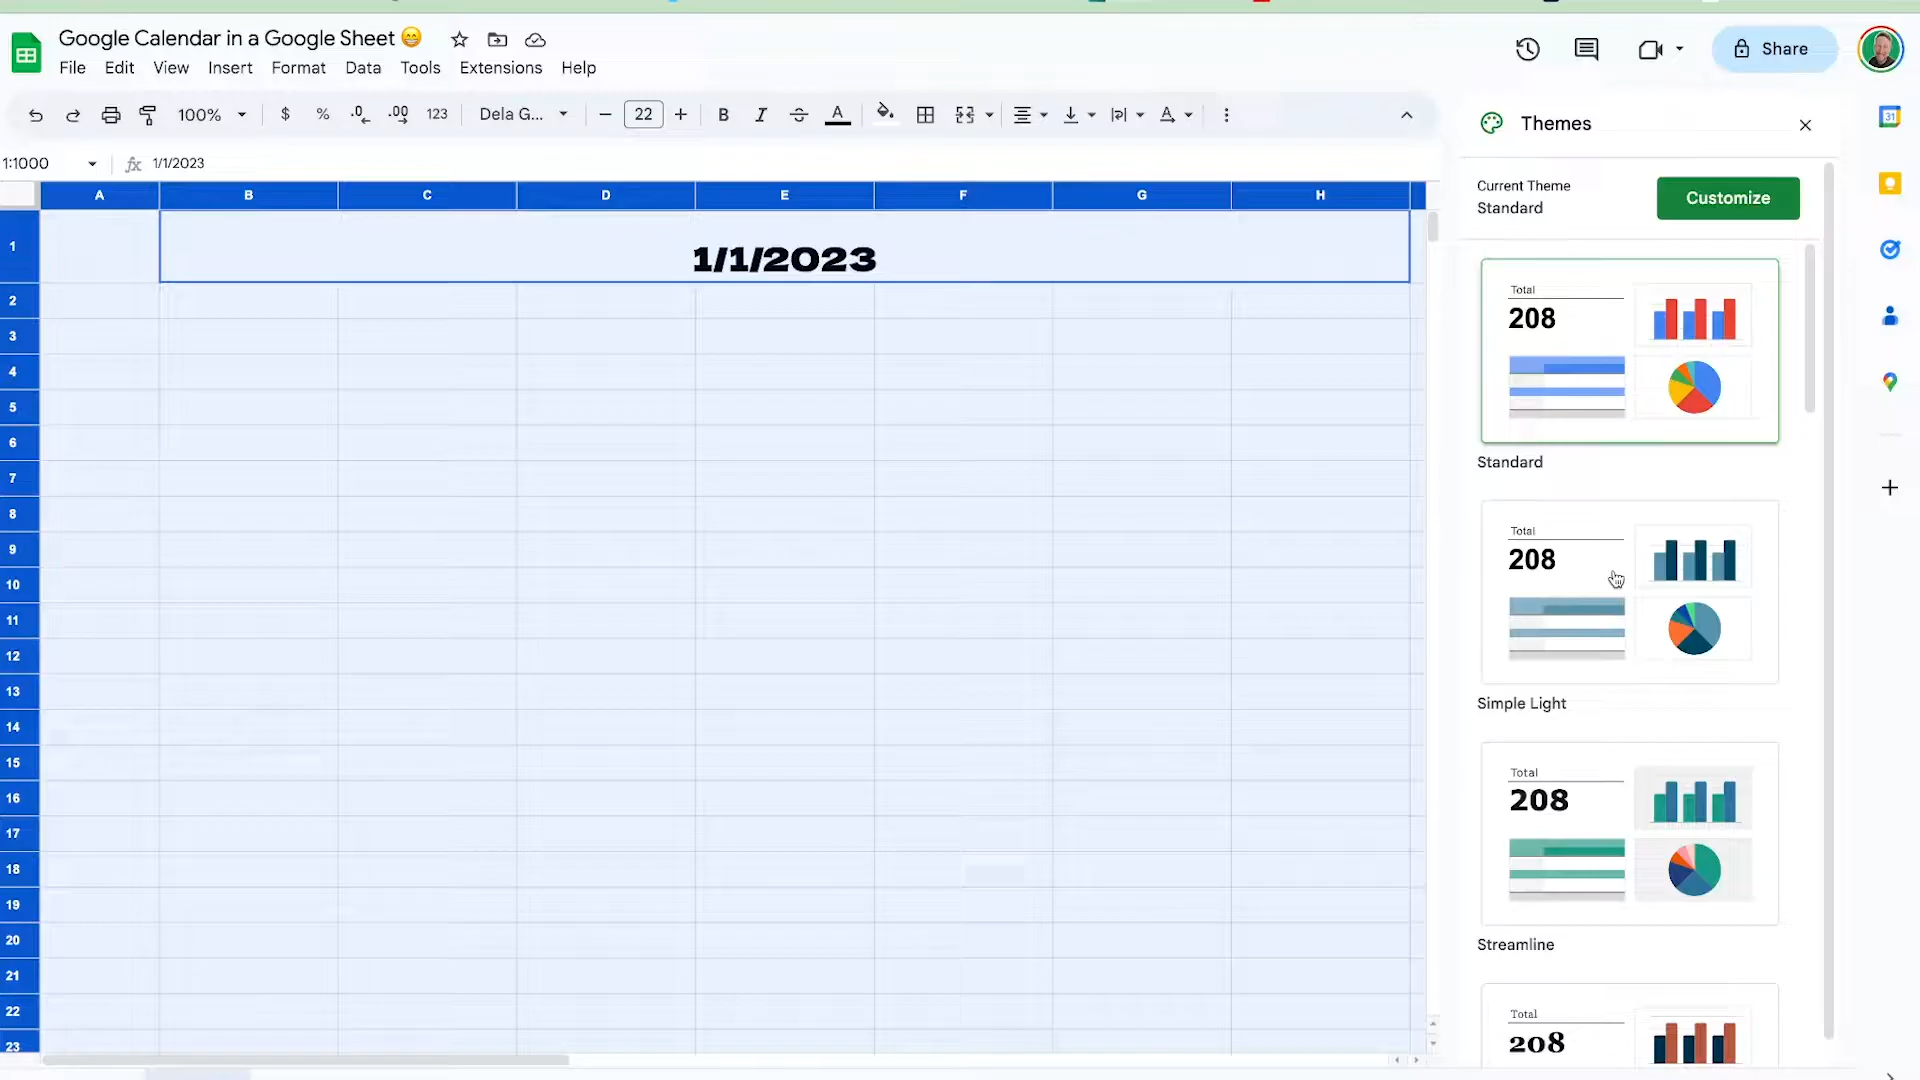 Google Calendar in a Google Sheet 😁
File Edit View Insert Format Data Tools Extensions Help
Share
100% $ % .0 .00 123 Dela G... 22 B I A
1:1000 fx 1/1/2023
Themes
Current Theme
Standard
Customize
A B C D E F G H
1 1/1/2023
2
3
4
5
6
7
8
9
10
11
12
13
14
15
16
17
18
19
20
21
22
23
Total
208
Standard
Total
208
Simple Light
Total
208
Streamline
Total
208
31